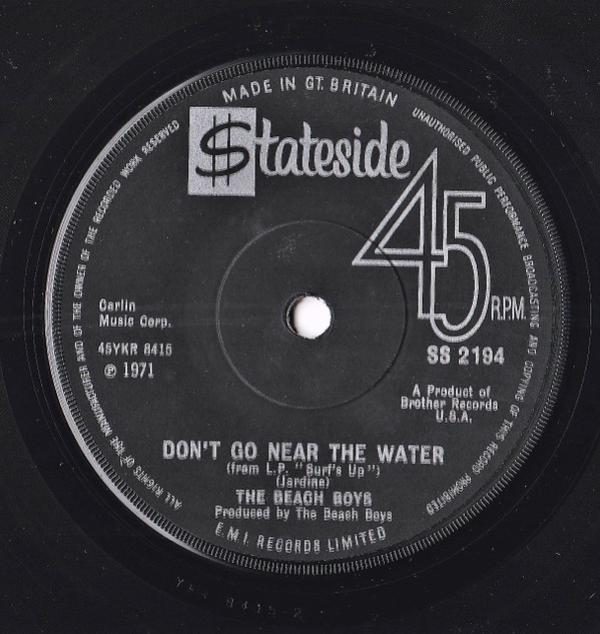 MADE IN GT. BRITAIN
UNAUTHORISED PUBLIC PERFORMANCE BROADCASTING AND COPYING OF THIS RECORD PROHIBITED
ALL RIGHTS OF THE MANUFACTURER AND OF THE OWNER OF THE RECORDED WORK RESERVED
$tateside
45
R.P.M.
Carlin
Music Corp.
45YKR 8415
℗ 1971
SS 2194
A Product of
Brother Records
U.S.A.
DON'T GO NEAR THE WATER
(from L.P. "Surf's Up")
(Jardine)
THE BEACH BOYS
Produced by The Beach Boys
E.M.I. RECORDS LIMITED